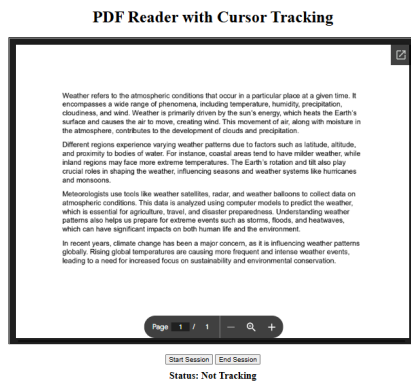 PDF Reader with Cursor Tracking
Weather refers to the atmospheric conditions that occur in a particular place at a given time. It
encompasses a wide range of phenomena, including temperature, humidity, precipitation,
cloudiness, and wind. Weather is primarily driven by the sun's energy, which heats the Earth's
surface and causes the air to move, creating wind. This movement of air, along with moisture in
the atmosphere, contributes to the development of clouds and precipitation.
Different regions experience varying weather patterns due to factors such as latitude, altitude,
and proximity to bodies of water. For instance, coastal areas tend to have milder weather, while
inland regions may face more extreme temperatures. The Earth's rotation and tilt also play
crucial roles in shaping the weather, influencing seasons and weather systems like hurricanes
and monsoons.
Meteorologists use tools like weather satellites, radar, and weather balloons to collect data on
atmospheric conditions. This data is analyzed using computer models to predict the weather,
which is essential for agriculture, travel, and disaster preparedness. Understanding weather
patterns also helps us prepare for extreme events such as storms, floods, and heatwaves,
which can have significant impacts on both human life and the environment.
In recent years, climate change has been a major concern, as it is influencing weather patterns
globally. Rising global temperatures are causing more frequent and intense weather events,
leading to a need for increased focus on sustainability and environmental conservation.
Page 1 / 1
Start Session End Session
Status: Not Tracking